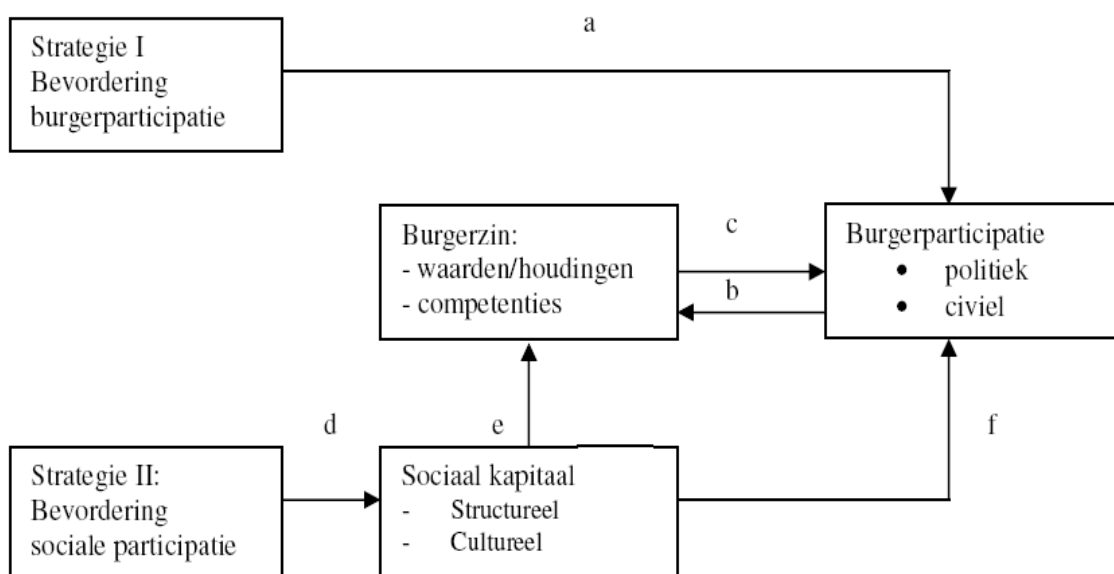 a
Strategie I
Bevordering
burgerparticipatie
Burgerzin:
- waarden/houdingen
- competenties
c
b
Burgerparticipatie
• politiek
• civiel
d
e
f
Strategie II:
Bevordering
sociale participatie
Sociaal kapitaal
- Structureel
- Cultureel